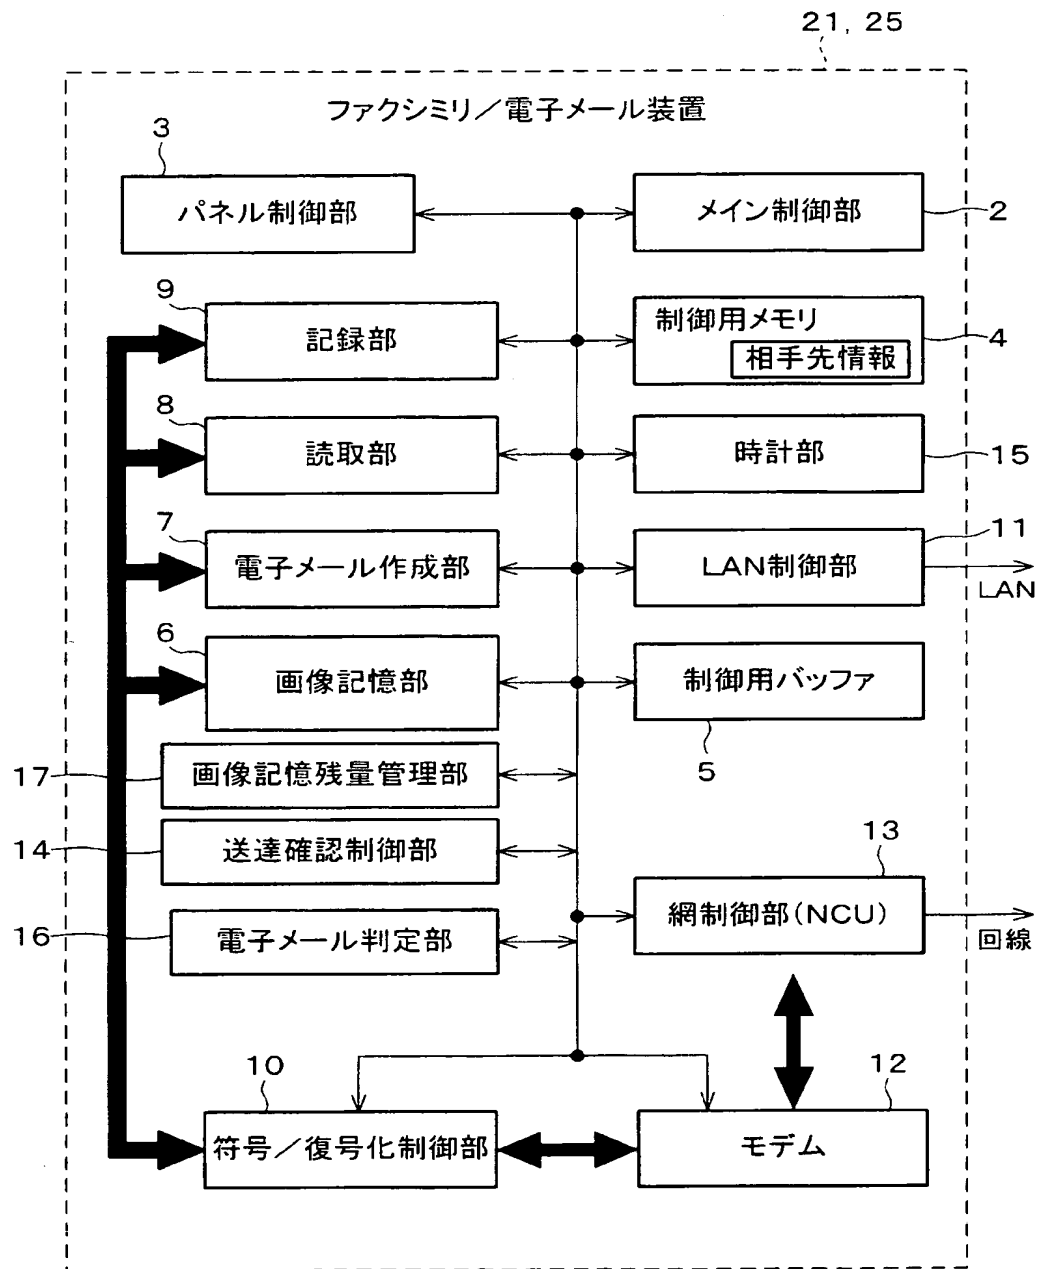 21, 25
ファクシミリ/電子メール装置
3
パネル制御部
メイン制御部
2
9
記録部
制御用メモリ
相手先情報
4
8
読取部
時計部
15
7
電子メール作成部
11
LAN制御部
LAN
6
画像記憶部
制御用バッファ
5
17
画像記憶残量管理部
14
送達確認制御部
13
網制御部(NCU)
回線
16
電子メール判定部
10
符号/復号化制御部
12
モデム